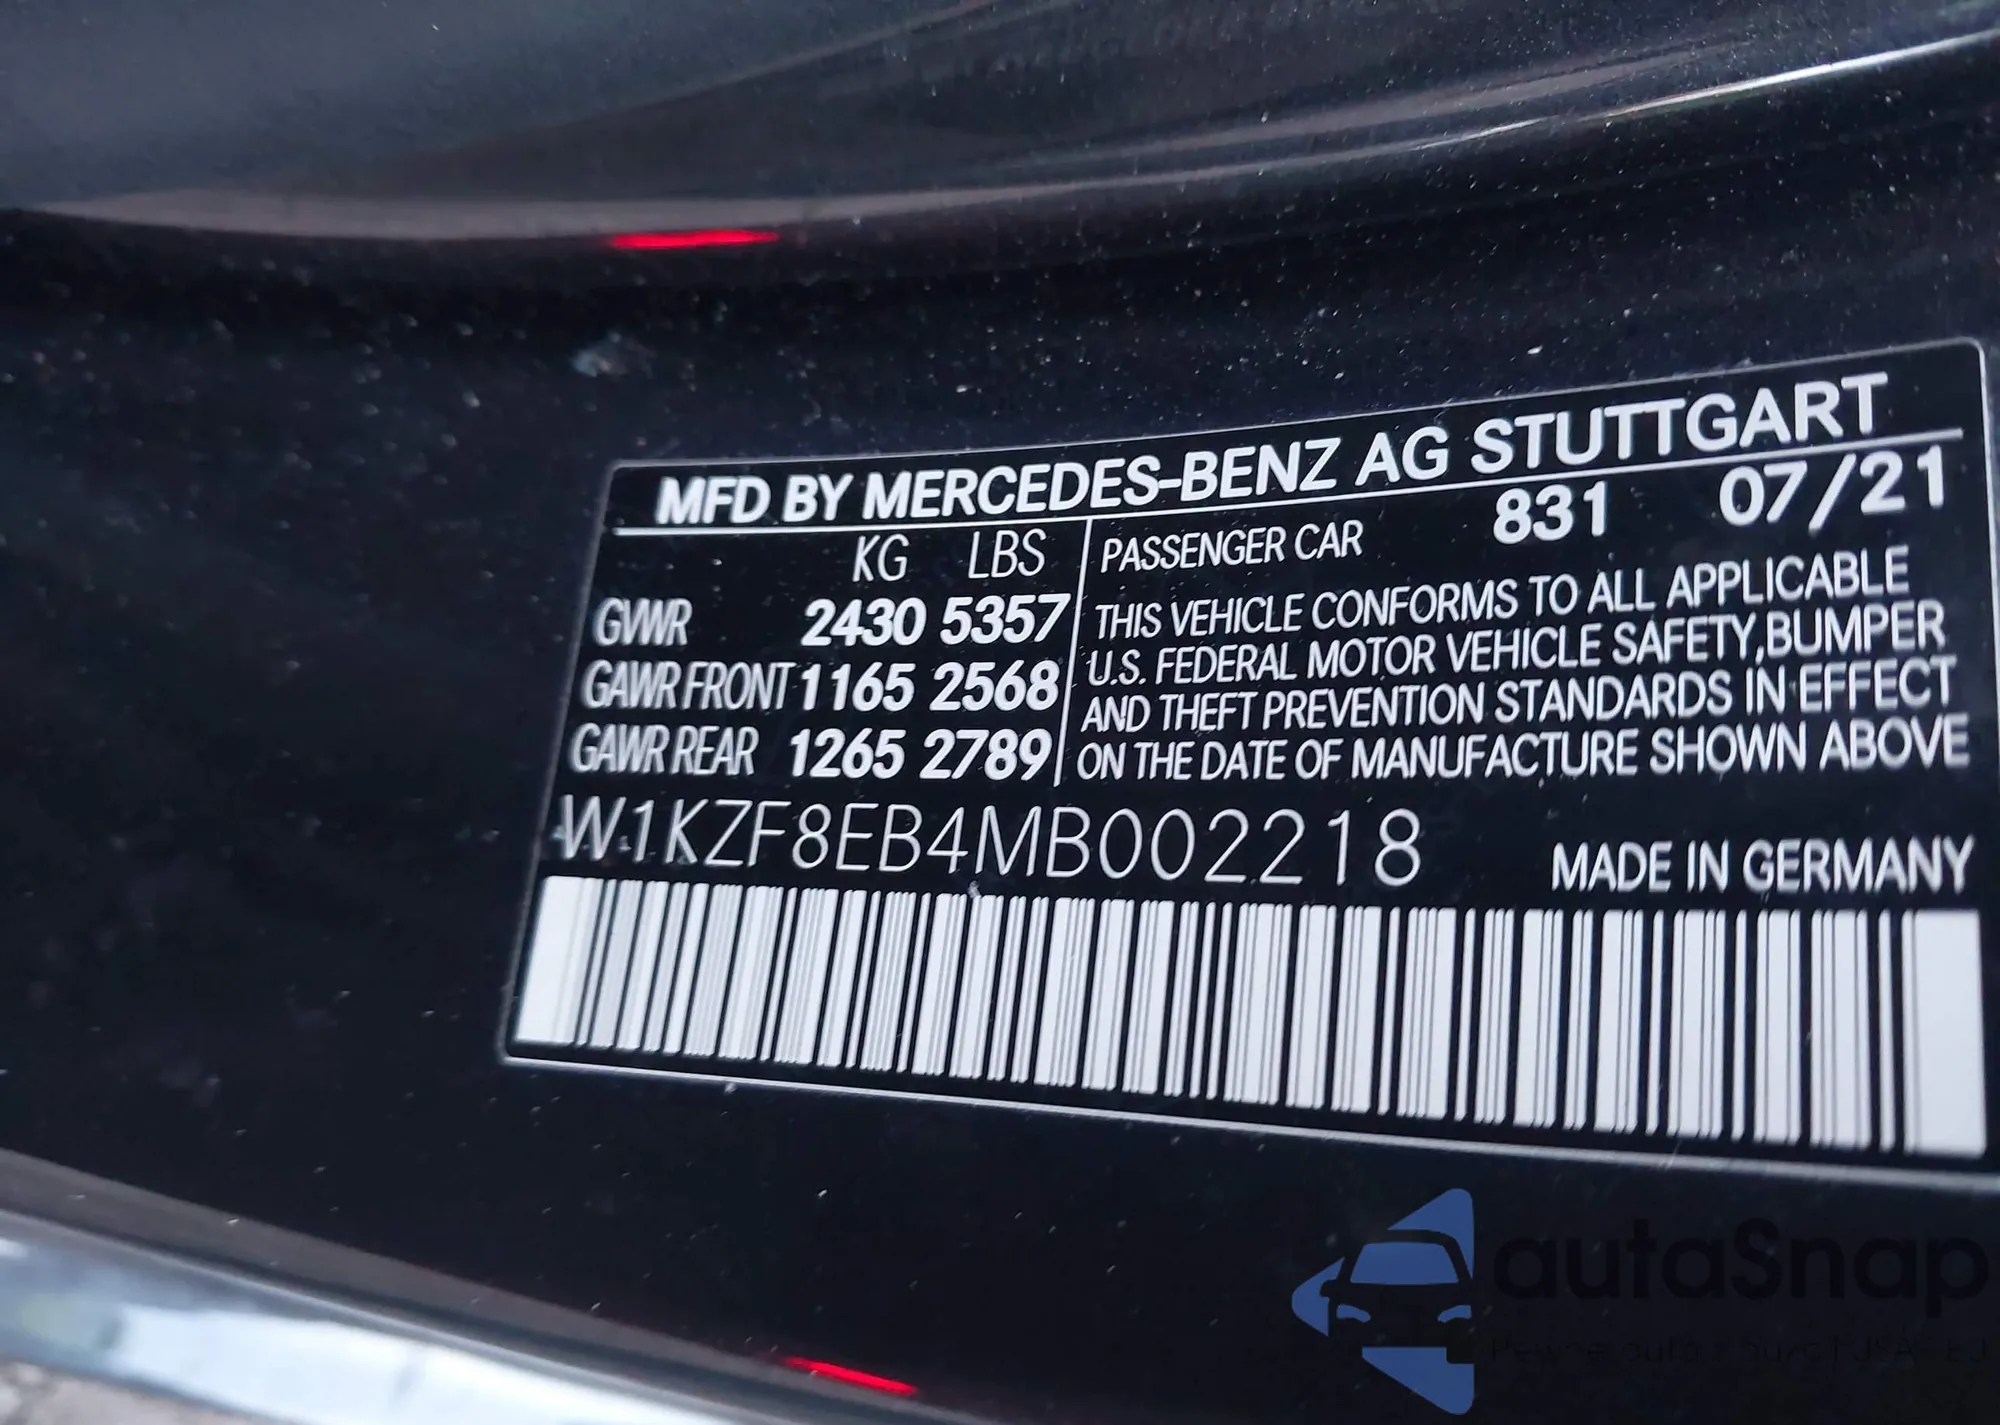 MFD BY MERCEDES-BENZ AG STUTTGART
KG LBS
GVWR 2430 5357
GAWR FRONT 1165 2568
GAWR REAR 1265 2789
PASSENGER CAR 831 07/21
THIS VEHICLE CONFORMS TO ALL APPLICABLE
U.S. FEDERAL MOTOR VEHICLE SAFETY,BUMPER
AND THEFT PREVENTION STANDARDS IN EFFECT
ON THE DATE OF MANUFACTURE SHOWN ABOVE
W1KZF8EB4MB002218
MADE IN GERMANY
autaSnap